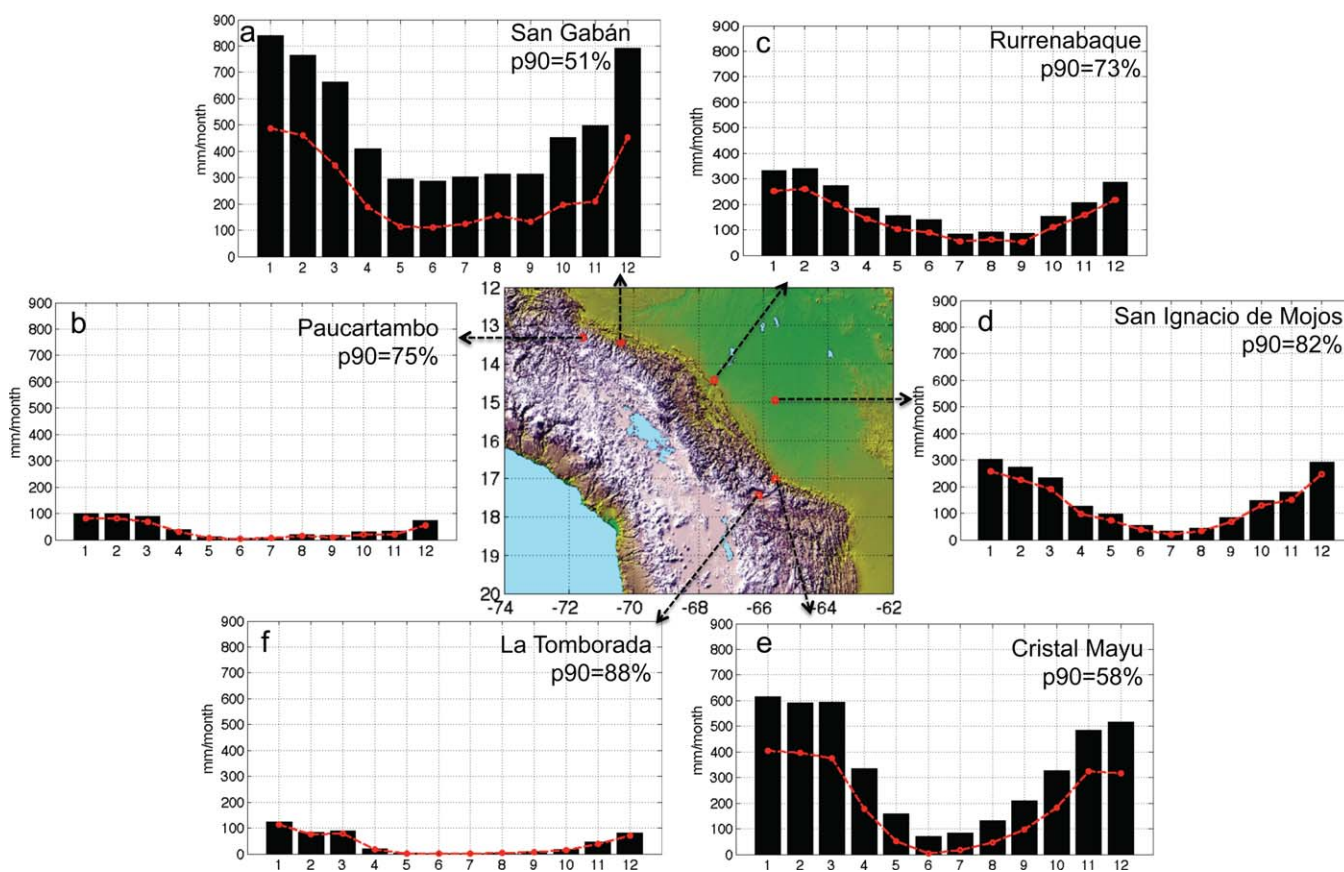 a
San Gabán
p90=51%
mm/month
900
800
700
600
500
400
300
200
100
0
1 2 3 4 5 6 7 8 9 10 11 12
c
Rurrenabaque
p90=73%
mm/month
900
800
700
600
500
400
300
200
100
0
1 2 3 4 5 6 7 8 9 10 11 12
b
Paucartambo
p90=75%
mm/month
900
800
700
600
500
400
300
200
100
0
1 2 3 4 5 6 7 8 9 10 11 12
12
13
14
15
16
17
18
19
20
-74 -72 -70 -68 -66 -64 -62
d
San Ignacio de Mojos
p90=82%
mm/month
900
800
700
600
500
400
300
200
100
0
1 2 3 4 5 6 7 8 9 10 11 12
f
La Tomborada
p90=88%
mm/month
900
800
700
600
500
400
300
200
100
0
1 2 3 4 5 6 7 8 9 10 11 12
e
Cristal Mayu
p90=58%
mm/month
900
800
700
600
500
400
300
200
100
0
1 2 3 4 5 6 7 8 9 10 11 12